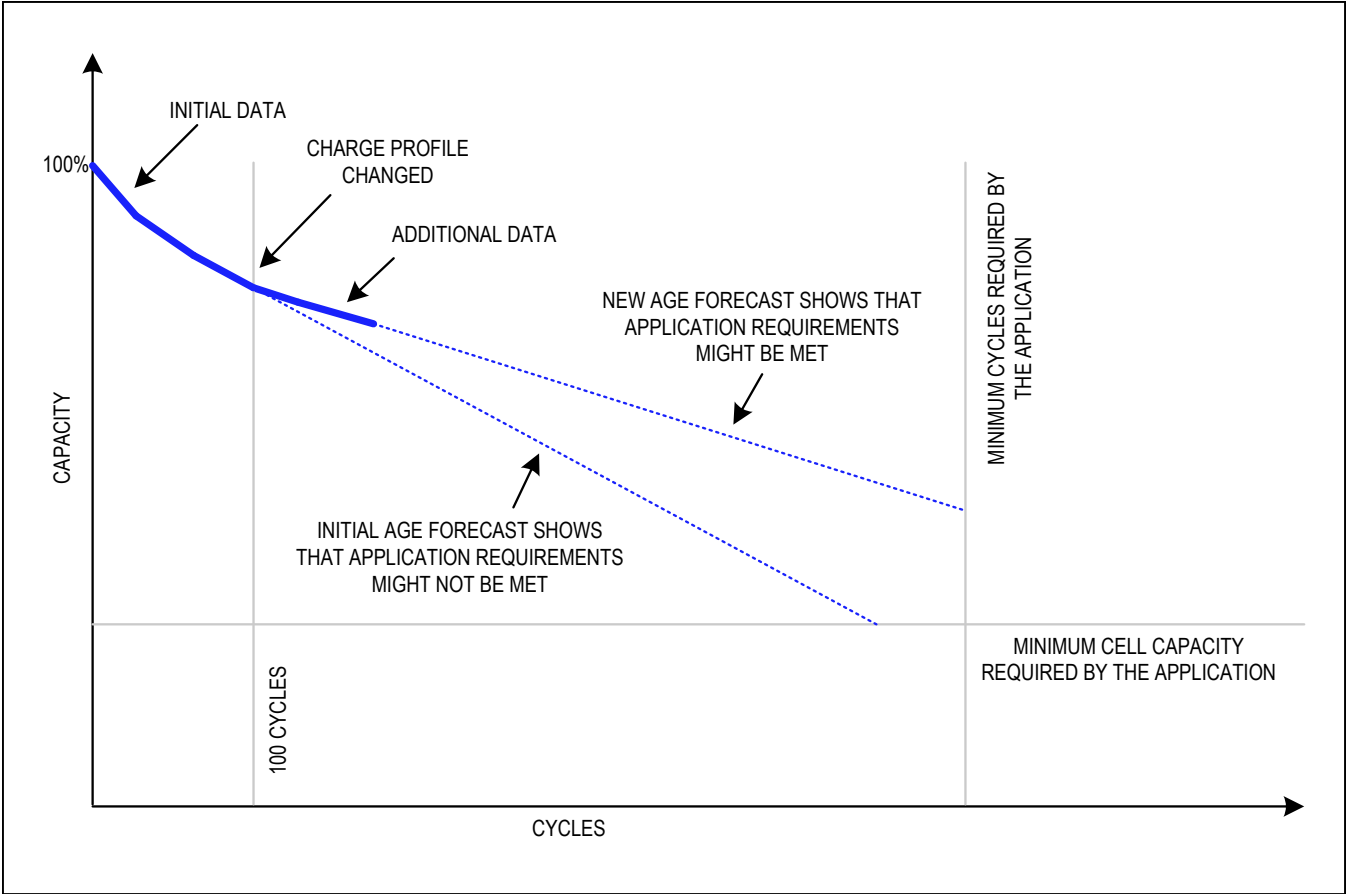 INITIAL DATA
CHARGE PROFILE
CHANGED
100%
ADDITIONAL DATA
NEW AGE FORECAST SHOWS THAT
APPLICATION REQUIREMENTS
MIGHT BE MET
MINIMUM CYCLES REQUIRED BY
THE APPLICATION
CAPACITY
INITIAL AGE FORECAST SHOWS
THAT APPLICATION REQUIREMENTS
MIGHT NOT BE MET
MINIMUM CELL CAPACITY
REQUIRED BY THE APPLICATION
100 CYCLES
CYCLES